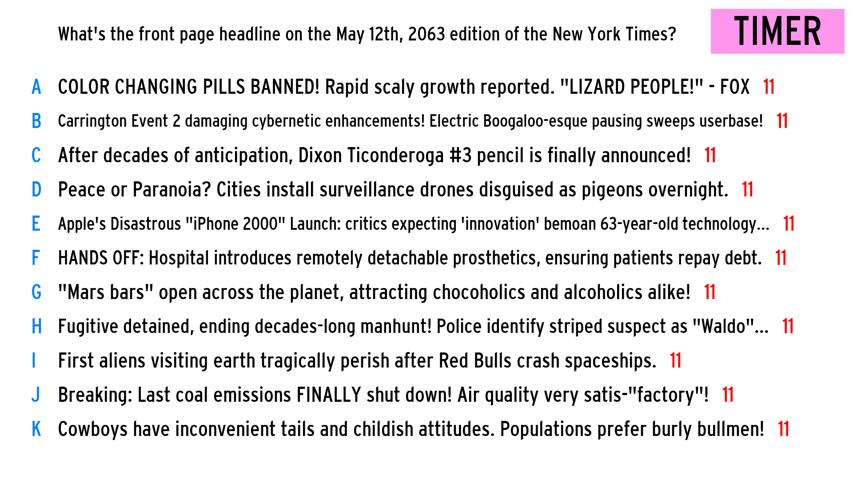 What's the front page headline on the May 12th, 2063 edition of the New York Times?
TIMER
A COLOR CHANGING PILLS BANNED! Rapid scaly growth reported. "LIZARD PEOPLE!" - FOX 11
B Carrington Event 2 damaging cybernetic enhancements! Electric Boogaloo-esque pausing sweeps userbase! 11
C After decades of anticipation, Dixon Ticonderoga #3 pencil is finally announced! 11
D Peace or Paranoia? Cities install surveillance drones disguised as pigeons overnight. 11
E Apple's Disastrous "iPhone 2000" Launch: critics expecting 'innovation' bemoan 63-year-old technology... 11
F HANDS OFF: Hospital introduces remotely detachable prosthetics, ensuring patients repay debt. 11
G "Mars bars" open across the planet, attracting chocoholics and alcoholics alike! 11
H Fugitive detained, ending decades-long manhunt! Police identify striped suspect as "Waldo"... 11
I First aliens visiting earth tragically perish after Red Bulls crash spaceships. 11
J Breaking: Last coal emissions FINALLY shut down! Air quality very satis-"factory"! 11
K Cowboys have inconvenient tails and childish attitudes. Populations prefer burly bullmen! 11